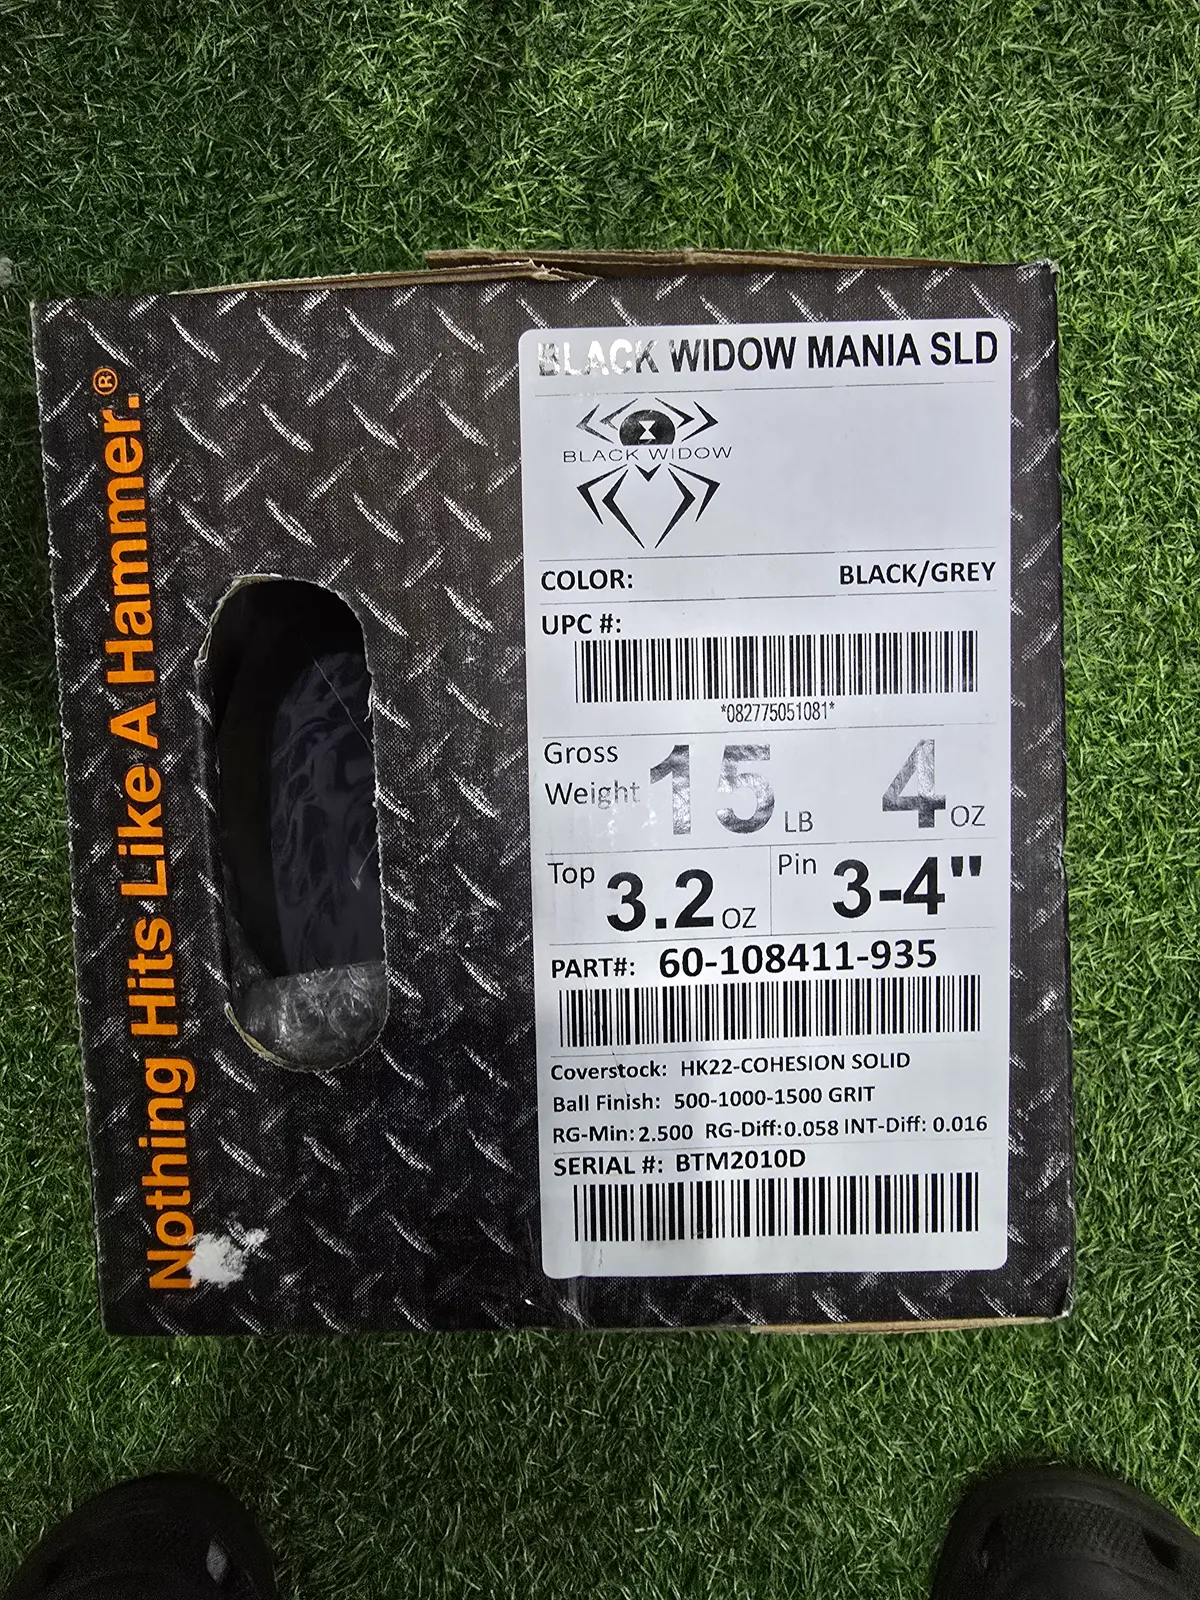 Nothing Hits Like A Hammer.®
BLACK WIDOW MANIA SLD
BLACK WIDOW
COLOR: BLACK/GREY
UPC #:
*082775051081*
Gross Weight 15 LB 4 OZ
Top 3.2 OZ Pin 3-4"
PART#: 60-108411-935
Coverstock: HK22-COHESION SOLID
Ball Finish: 500-1000-1500 GRIT
RG-Min: 2.500 RG-Diff: 0.058 INT-Diff: 0.016
SERIAL #: BTM2010D